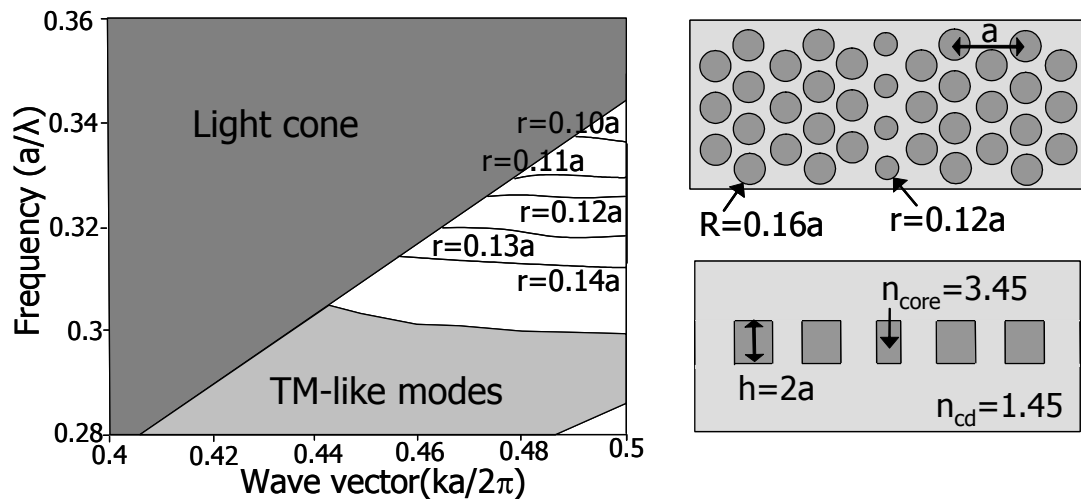 0.36
0.34
0.32
0.3
0.28
Frequency (a/λ)
Light cone
r=0.10a
r=0.11a
r=0.12a
r=0.13a
r=0.14a
TM-like modes
0.4
0.42
0.44
0.46
0.48
0.5
Wave vector(ka/2π)
a
R=0.16a
r=0.12a
n_core=3.45
h=2a
n_cd=1.45